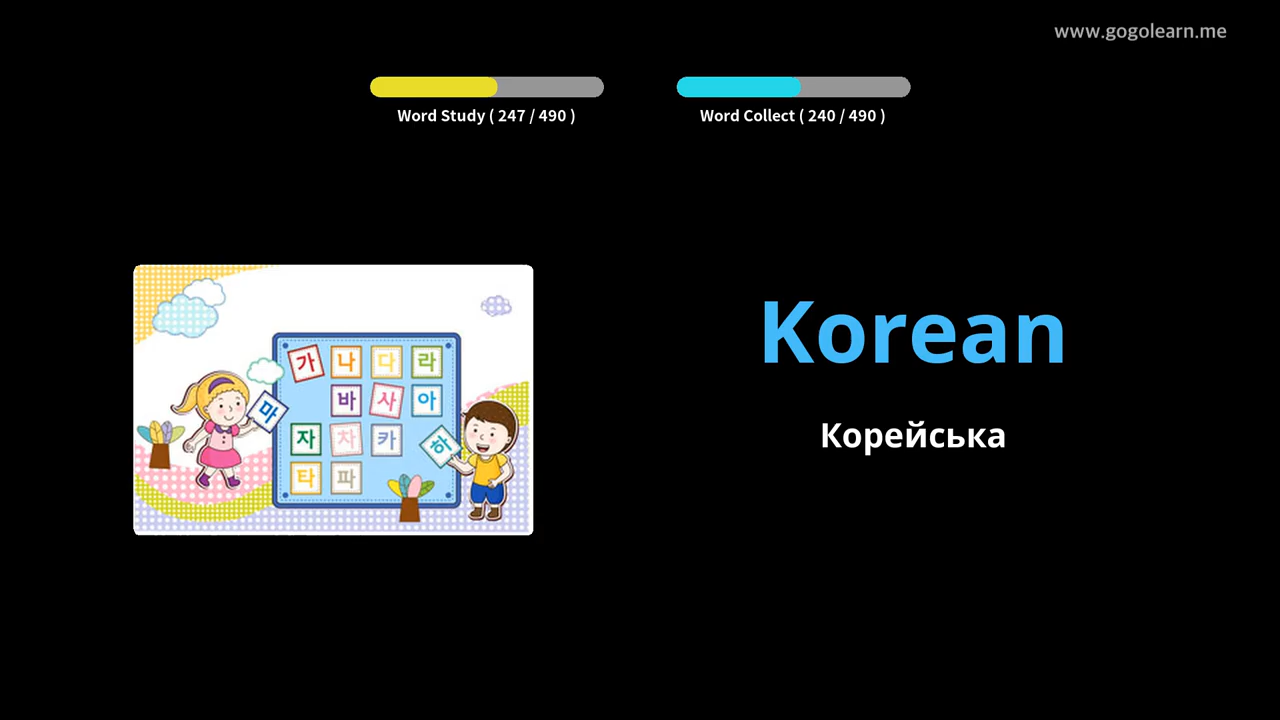 www.gogolearn.me
Word Study ( 247 / 490 )
Word Collect ( 240 / 490 )
가 나 다 라
마 바 사 아
자 차 카 하
타 파
Korean
Корейська